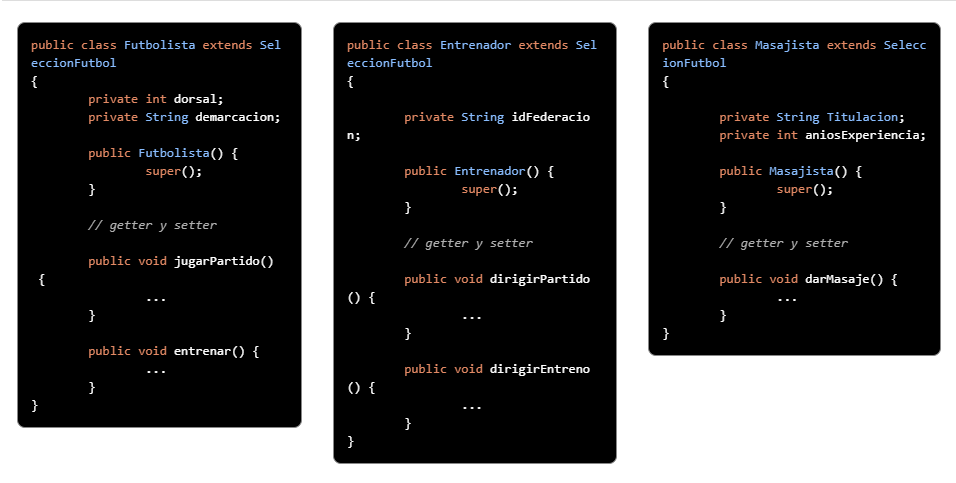 public class Futbolista extends Sel
eccionFutbol
{
        private int dorsal;
        private String demarcacion;

        public Futbolista() {
                super();
        }

        // getter y setter

        public void jugarPartido()
 {
                ...
        }

        public void entrenar() {
                ...
        }
}
public class Entrenador extends Sel
eccionFutbol
{

        private String idFederacio
n;

        public Entrenador() {
                super();
        }

        // getter y setter

        public void dirigirPartido
() {
                ...
        }

        public void dirigirEntreno
() {
                ...
        }
}
public class Masajista extends Selecc
ionFutbol
{

        private String Titulacion;
        private int aniosExperiencia;

        public Masajista() {
                super();
        }

        // getter y setter

        public void darMasaje() {
                ...
        }
}